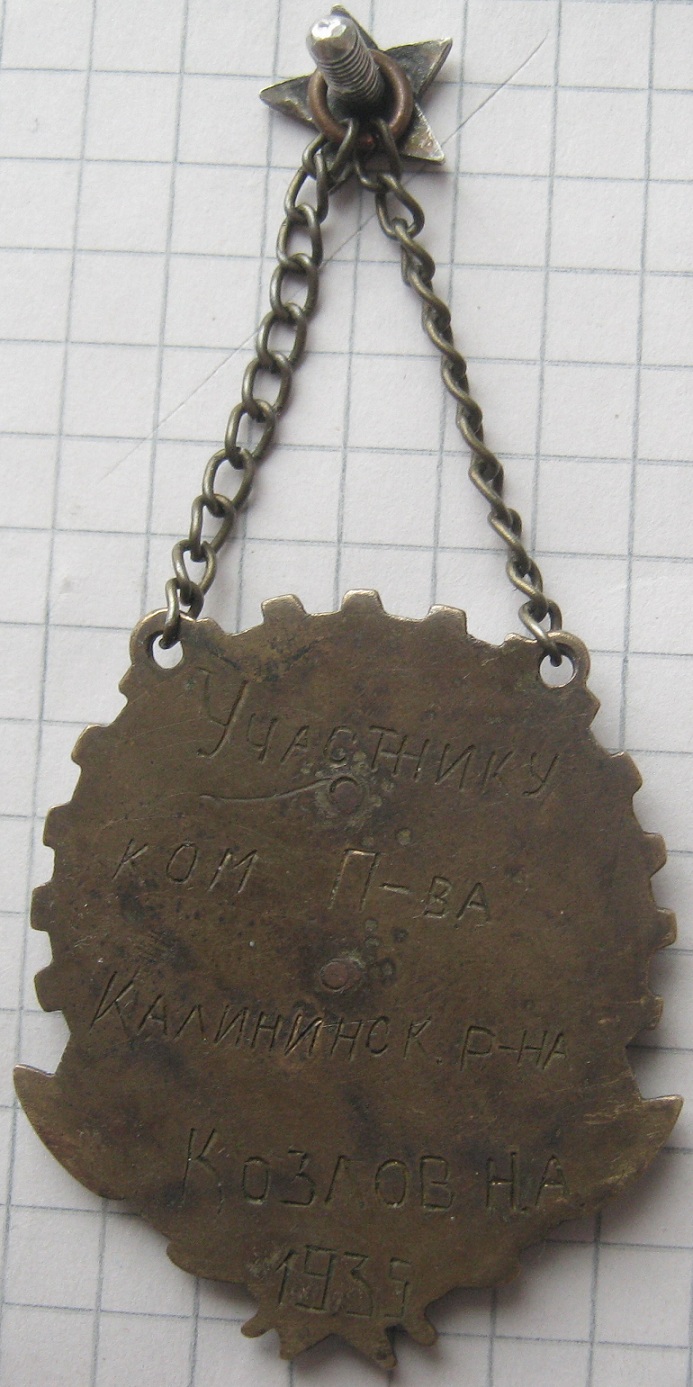 Участнику
ком П-ва
Калининск. р-на
Козлов Н.А.
1935